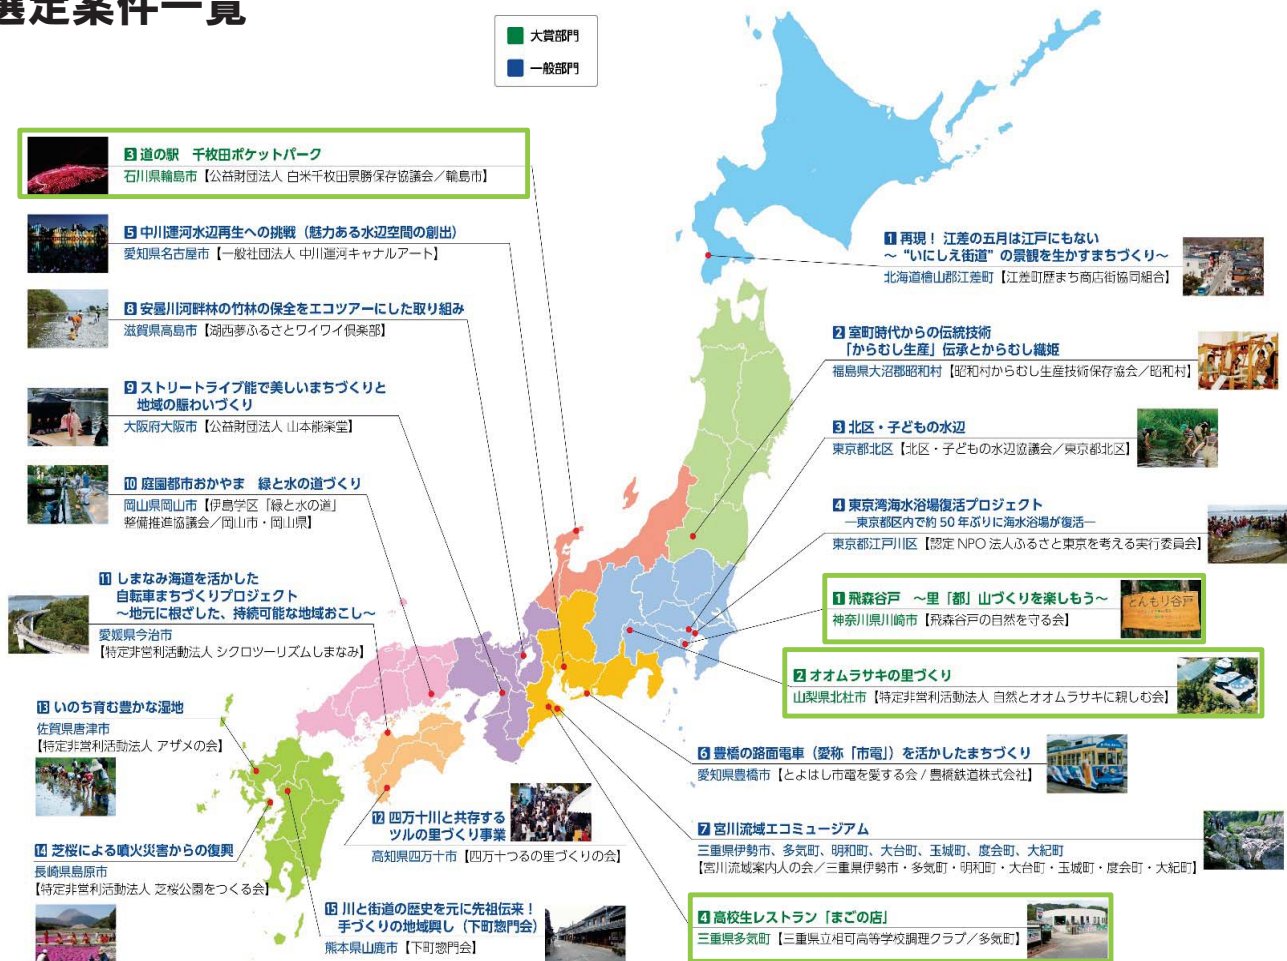 選定案件一覧
大賞部門
一般部門
3 道の駅 千枚田ポケットパーク
石川県輪島市【公益財団法人 白米千枚田景勝保存協議会／輪島市】
5 中川運河水辺再生への挑戦（魅力ある水辺空間の創出）
愛知県名古屋市【一般社団法人 中川運河キャナルアート】
8 安曇川河畔林の竹林の保全をエコツアーにした取り組み
滋賀県高島市【湖西夢ふるさとワイワイ倶楽部】
9 ストリートライブ能で美しいまちづくりと
地域の賑わいづくり
大阪府大阪市【公益財団法人 山本能楽堂】
10 庭園都市おかやま 緑と水の道づくり
岡山県岡山市【伊島学区「緑と水の道」
整備推進協議会／岡山市・岡山県】
11 しまなみ海道を活かした
自転車まちづくりプロジェクト
～地元に根ざした、持続可能な地域おこし～
愛媛県今治市
【特定非営利活動法人 シクロツーリズムしまなみ】
13 いのち育む豊かな湿地
佐賀県唐津市
【特定非営利活動法人 アザメの会】
14 芝桜による噴火災害からの復興
長崎県島原市
【特定非営利活動法人 芝桜公園をつくる会】
12 四万十川と共存する
ツルの里づくり事業
高知県四万十市【四万十つるの里づくりの会】
15 川と街道の歴史を元に先祖伝来！
手づくりの地域興し（下町惣門会）
熊本県山鹿市【下町惣門会】
1 再現！ 江差の五月は江戸にもない
～“いにしえ街道”の景観を生かすまちづくり～
北海道檜山郡江差町【江差町歴まち商店街協同組合】
2 室町時代からの伝統技術
「からむし生産」伝承とからむし織姫
福島県大沼郡昭和村【昭和村からむし生産技術保存協会／昭和村】
3 北区・子どもの水辺
東京都北区【北区・子どもの水辺協議会／東京都北区】
4 東京湾海水浴場復活プロジェクト
―東京都区内で約50年ぶりに海水浴場が復活―
東京都江戸川区【認定NPO法人ふるさと東京を考える実行委員会】
1 飛森谷戸 ～里「都」山づくりを楽しもう～
神奈川県川崎市【飛森谷戸の自然を守る会】
とんもり谷戸
2 オオムラサキの里づくり
山梨県北杜市【特定非営利活動法人 自然とオオムラサキに親しむ会】
6 豊橋の路面電車（愛称「市電」）を活かしたまちづくり
愛知県豊橋市【とよはし市電を愛する会 / 豊橋鉄道株式会社】
7 宮川流域エコミュージアム
三重県伊勢市、多気町、明和町、大台町、玉城町、度会町、大紀町
【宮川流域案内人の会／三重県伊勢市・多気町・明和町・大台町・玉城町・度会町・大紀町】
4 高校生レストラン「まごの店」
三重県多気町【三重県立相可高等学校調理クラブ／多気町】